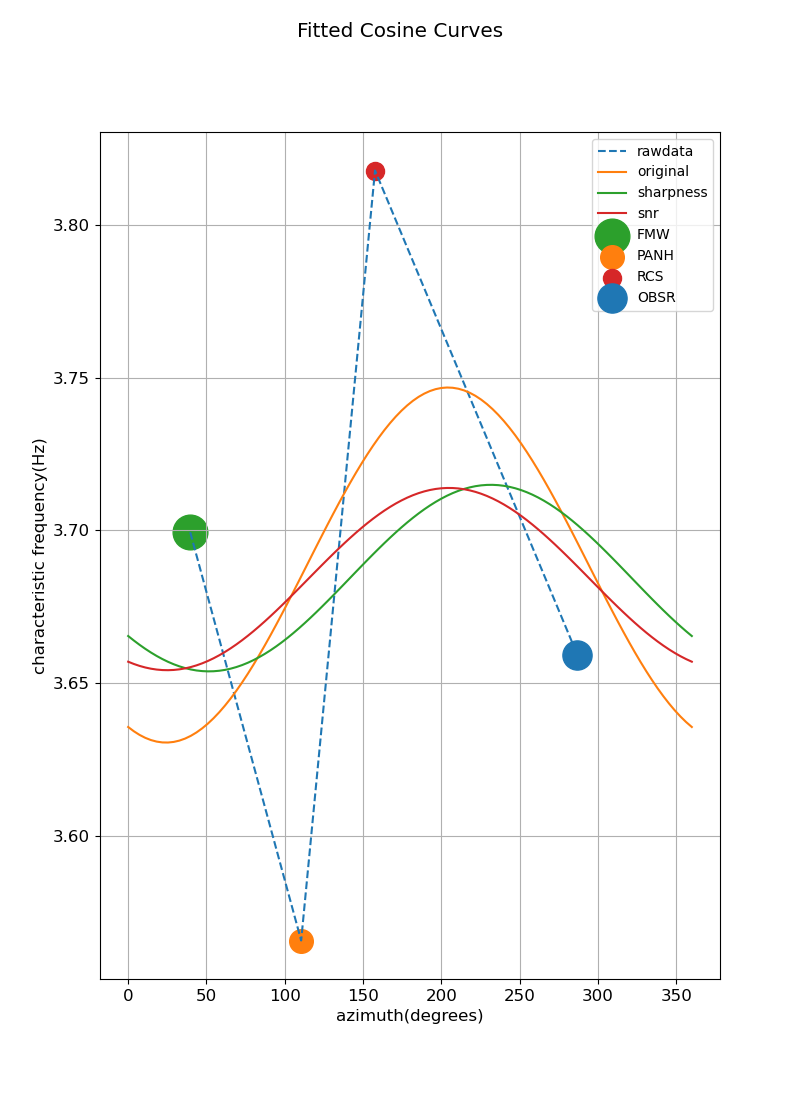 Fitted Cosine Curves
rawdata
original
sharpness
snr
FMW
PANH
RCS
OBSR
characteristic frequency(Hz)
3.80
3.75
3.70
3.65
3.60
0 50 100 150 200 250 300 350
azimuth(degrees)